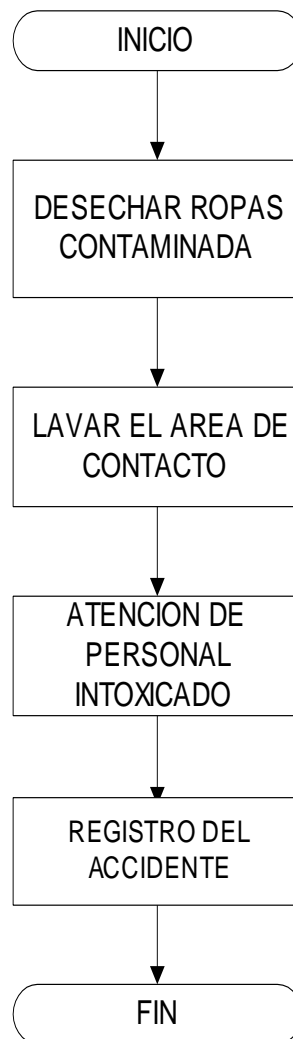 INICIO
DESECHAR ROPAS
CONTAMINADA
LAVAR EL AREA DE
CONTACTO
ATENCION DE
PERSONAL
INTOXICADO
REGISTRO DEL
ACCIDENTE
FIN